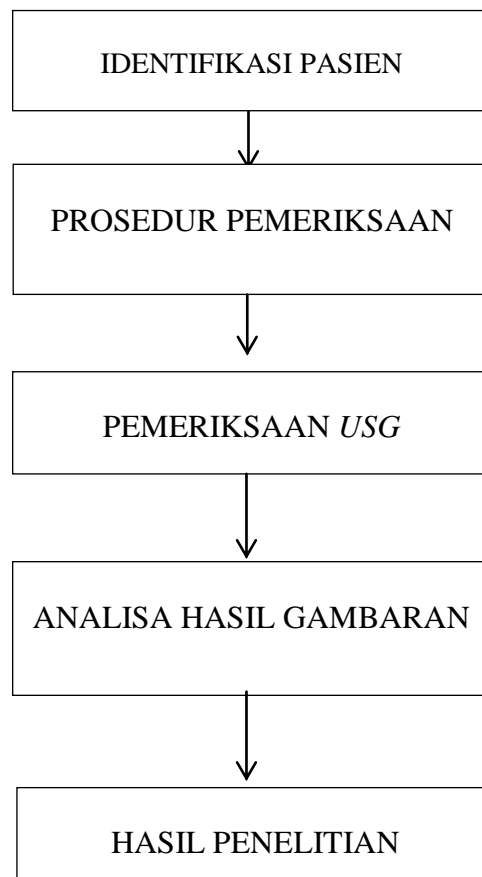 IDENTIFIKASI PASIEN
PROSEDUR PEMERIKSAAN
PEMERIKSAAN USG
ANALISA HASIL GAMBARAN
HASIL PENELITIAN